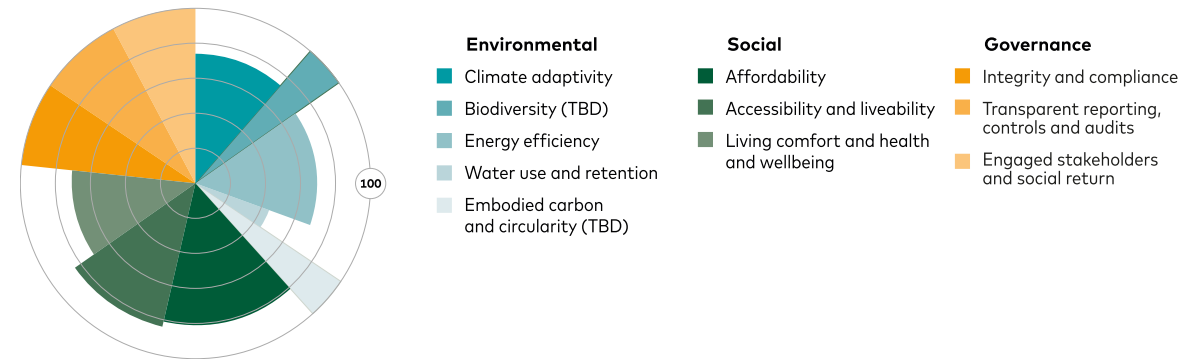 100
Environmental
Climate adaptivity
Biodiversity (TBD)
Energy efficiency
Water use and retention
Embodied carbon
and circularity (TBD)
Social
Affordability
Accessibility and liveability
Living comfort and health
and wellbeing
Governance
Integrity and compliance
Transparent reporting,
controls and audits
Engaged stakeholders
and social return